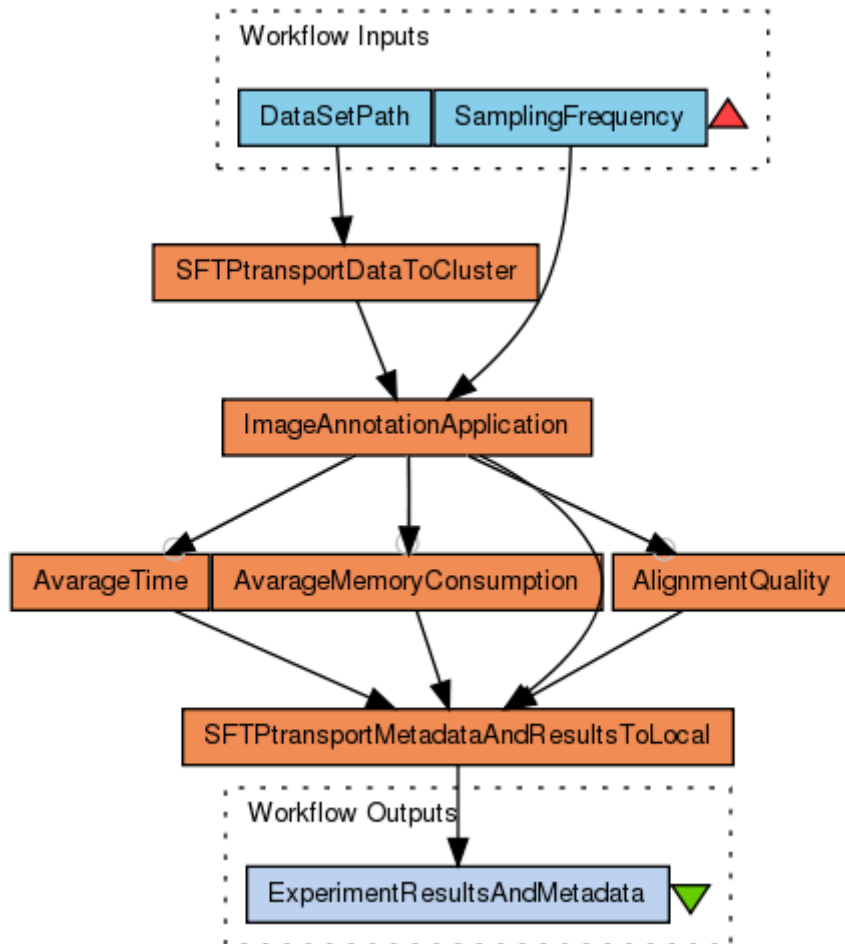 Workflow Inputs
DataSetPath
SamplingFrequency
SFTPtransportDataToCluster
ImageAnnotationApplication
AvarageTime
AvarageMemoryConsumption
AlignmentQuality
SFTPtransportMetadataAndResultsToLocal
Workflow Outputs
ExperimentResultsAndMetadata